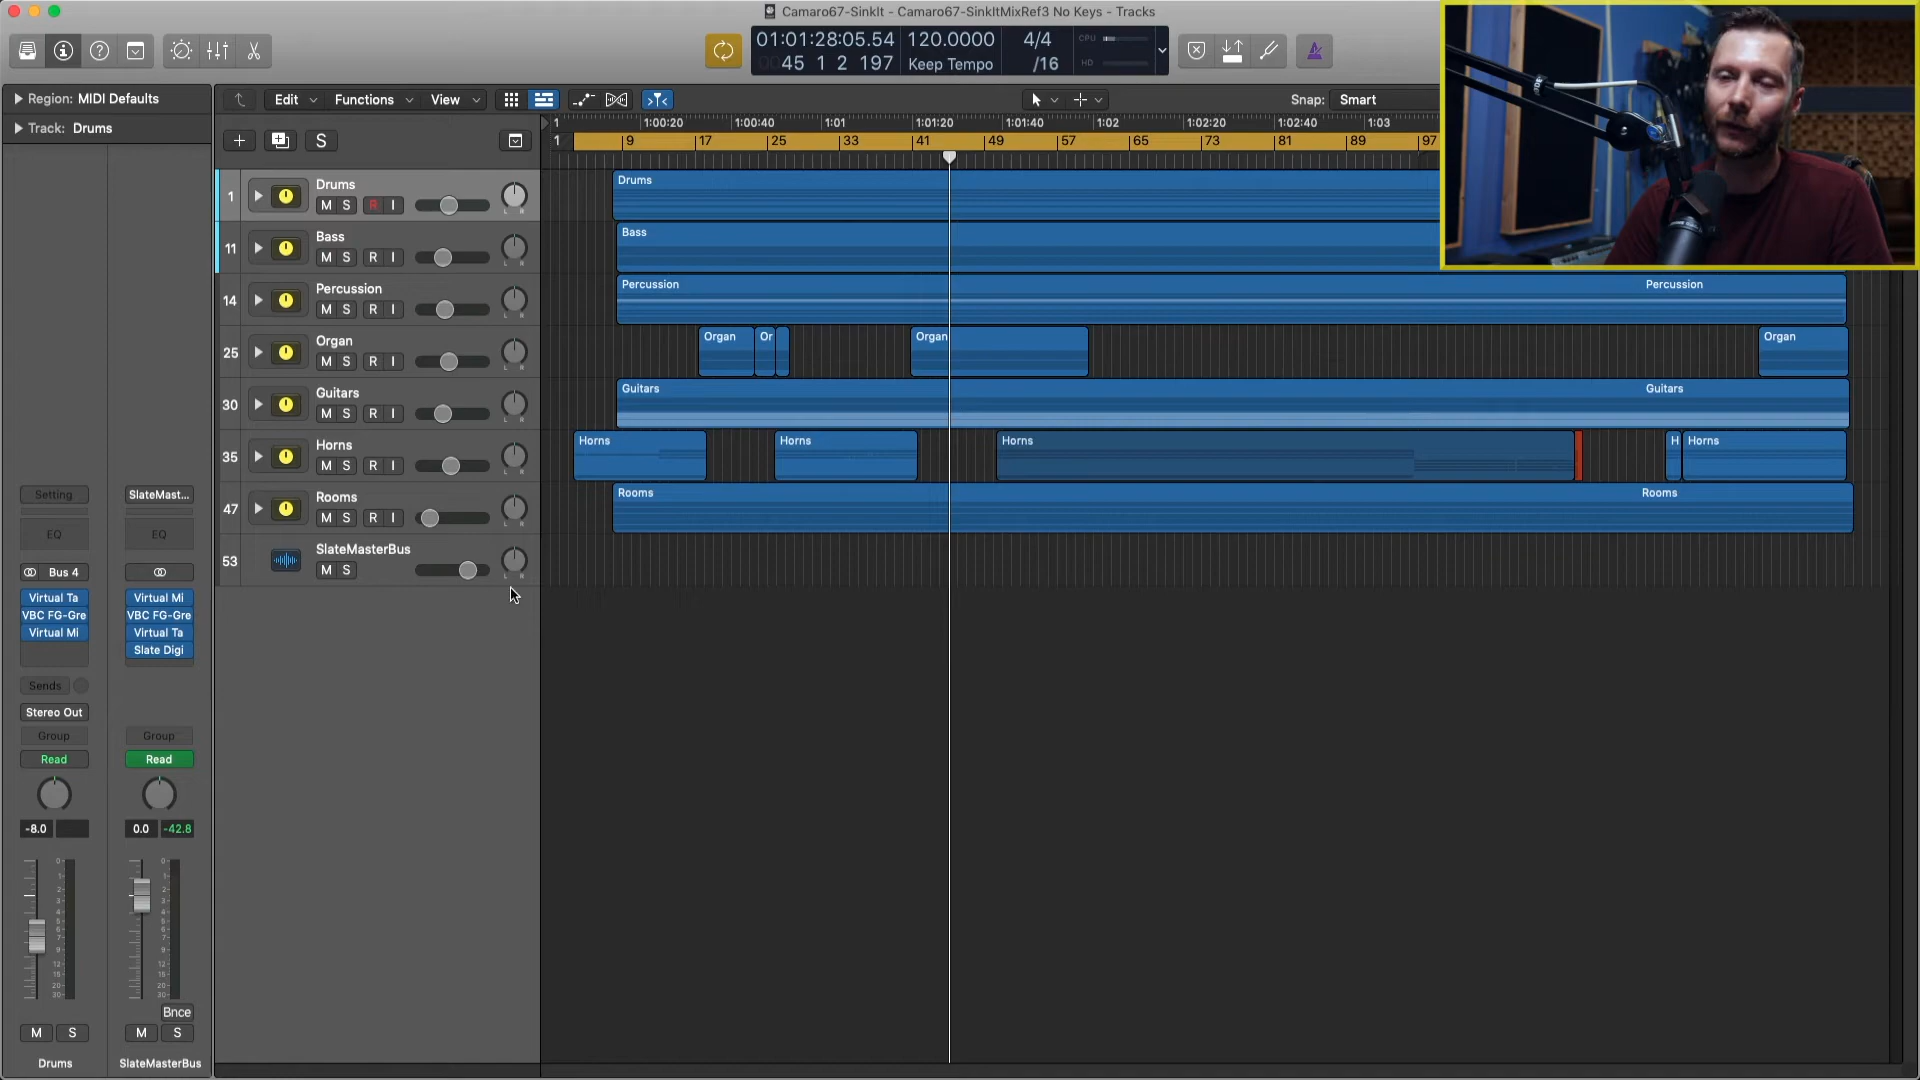 Camaro67-SinkIt - Camaro67-SinkItMixRef3 No Keys - Tracks
01:01:28:05.54
45 1 2 197
120.0000
Keep Tempo
4/4
/16
CPU
HD
Region: MIDI Defaults
Track: Drums
Edit
Functions
View
Snap: Smart
1 1:00:20 1:00:40 1:01 1:01:20 1:01:40 1:02 1:02:20 1:02:40 1:03
1 9 17 25 33 41 49 57 65 73 81 89 97
S
1 Drums
M S R I
11 Bass
M S R I
14 Percussion
M S R I
25 Organ
M S R I
30 Guitars
M S R I
35 Horns
M S R I
47 Rooms
M S R I
53 SlateMasterBus
M S
Drums
Bass
Percussion Percussion
Organ Or Organ Organ
Guitars Guitars
Horns Horns Horns H Horns
Rooms Rooms
Setting SlateMast...
EQ EQ
Bus 4
Virtual Ta Virtual Mi
VBC FG-Gre VBC FG-Gre
Virtual Mi Virtual Ta
Slate Digi
Sends
Stereo Out
Group Group
Read Read
-8.0 0.0 -42.8
Bnce
M S M S
Drums SlateMasterBus